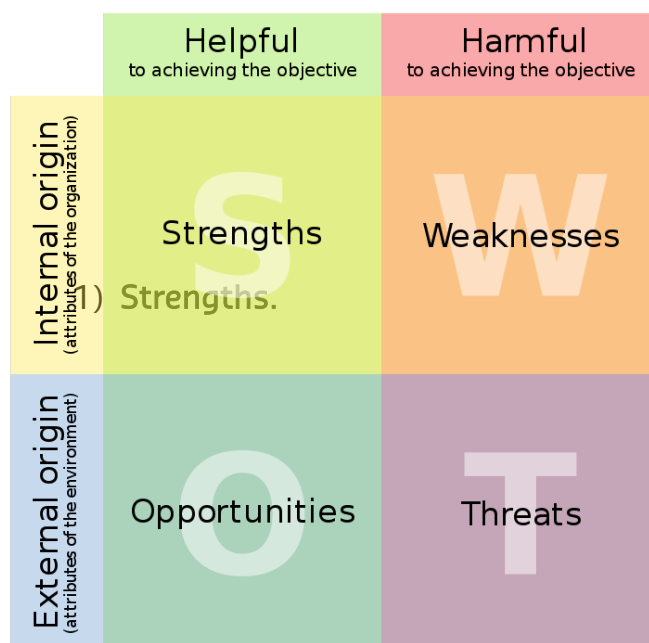 Helpful
to achieving the objective
Harmful
to achieving the objective
Internal origin
(attributes of the organization)
S
Strengths
W
Weaknesses
1) Strengths.
External origin
(attributes of the environment)
O
Opportunities
T
Threats